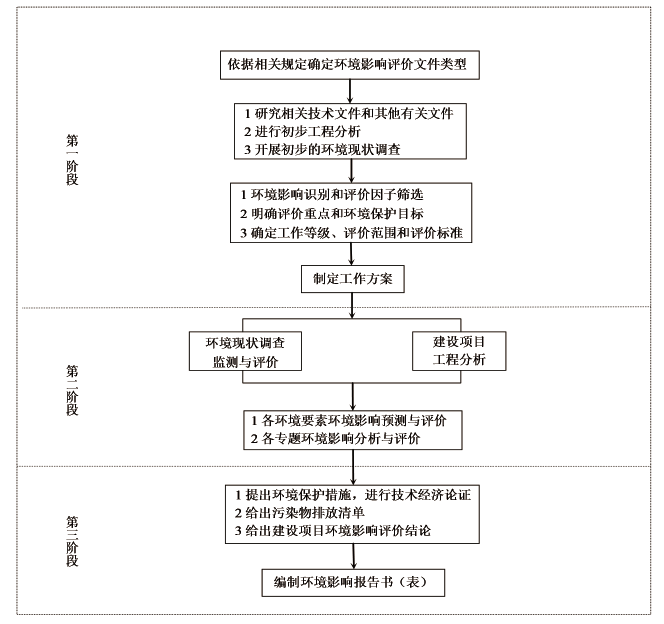 依据相关规定确定环境影响评价文件类型
第一阶段
1 研究相关技术文件和其他有关文件
2 进行初步工程分析
3 开展初步的环境现状调查
1 环境影响识别和评价因子筛选
2 明确评价重点和环境保护目标
3 确定工作等级、评价范围和评价标准
制定工作方案
第二阶段
环境现状调查
监测与评价
建设项目
工程分析
1 各环境要素环境影响预测与评价
2 各专题环境影响分析与评价
第三阶段
1 提出环境保护措施，进行技术经济论证
2 给出污染物排放清单
3 给出建设项目环境影响评价结论
编制环境影响报告书（表）